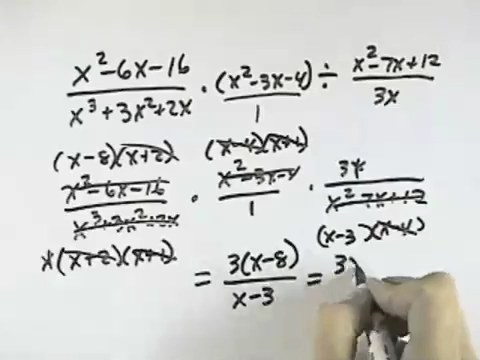 x²-6x-16 / x³+3x²+2x · (x²-3x-4) / 1 ÷ x²-7x+12 / 3x
(x-8)(x+2) (x-4)(x+1)
x²-6x-16 / x³+3x²+2x · x²-3x-4 / 1 · 3x / x²-7x+12
x(x+2)(x+1) (x-3)(x-4)
= 3(x-8) / x-3 = 3x